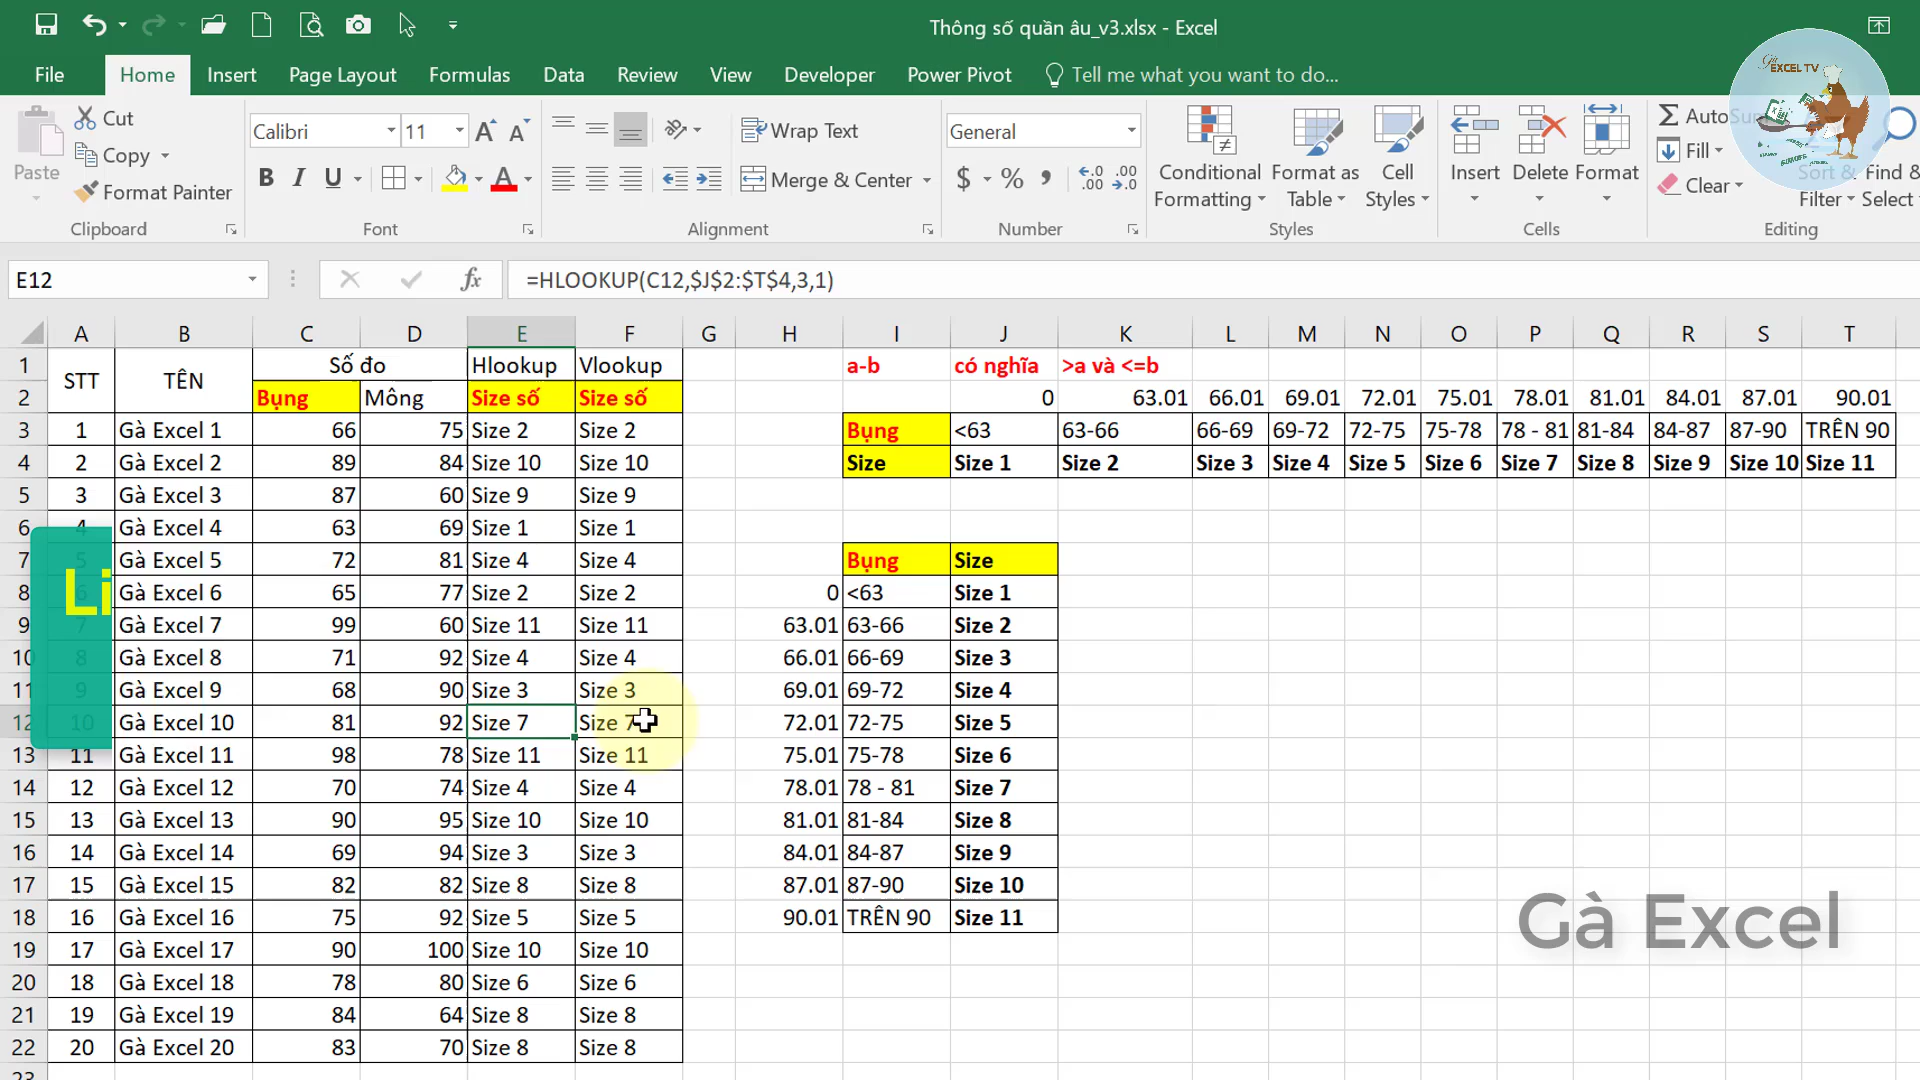 Thông số quần âu_v3.xlsx - Excel
File Home Insert Page Layout Formulas Data Review View Developer Power Pivot Tell me what you want to do...
EXCEL TV
Paste
Cut
Copy
Format Painter
Clipboard
Calibri 11
B I U
Font
Wrap Text
Merge & Center
Alignment
General
$ %
Number
Conditional Formatting
Format as Table
Cell Styles
Styles
Insert Delete Format
Cells
AutoSum
Fill
Clear
Sort & Filter
Find & Select
Editing
E12 fx =HLOOKUP(C12,$J$2:$T$4,3,1)
A B C D E F G H I J K L M N O P Q R S T
1 STT TÊN Số đo Hlookup Vlookup a-b có nghĩa >a và <=b
2 Bụng Mông Size số Size số 0 63.01 66.01 69.01 72.01 75.01 78.01 81.01 84.01 87.01 90.01
3 1 Gà Excel 1 66 75 Size 2 Size 2 Bụng <63 63-66 66-69 69-72 72-75 75-78 78 - 81 81-84 84-87 87-90 TRÊN 90
4 2 Gà Excel 2 89 84 Size 10 Size 10 Size Size 1 Size 2 Size 3 Size 4 Size 5 Size 6 Size 7 Size 8 Size 9 Size 10 Size 11
5 3 Gà Excel 3 87 60 Size 9 Size 9
6 4 Gà Excel 4 63 69 Size 1 Size 1
7 5 Gà Excel 5 72 81 Size 4 Size 4 Bụng Size
8 6 Gà Excel 6 65 77 Size 2 Size 2 0 <63 Size 1
9 7 Gà Excel 7 99 60 Size 11 Size 11 63.01 63-66 Size 2
10 8 Gà Excel 8 71 92 Size 4 Size 4 66.01 66-69 Size 3
11 9 Gà Excel 9 68 90 Size 3 Size 3 69.01 69-72 Size 4
12 10 Gà Excel 10 81 92 Size 7 Size 7 72.01 72-75 Size 5
13 11 Gà Excel 11 98 78 Size 11 Size 11 75.01 75-78 Size 6
14 12 Gà Excel 12 70 74 Size 4 Size 4 78.01 78 - 81 Size 7
15 13 Gà Excel 13 90 95 Size 10 Size 10 81.01 81-84 Size 8
16 14 Gà Excel 14 69 94 Size 3 Size 3 84.01 84-87 Size 9
17 15 Gà Excel 15 82 82 Size 8 Size 8 87.01 87-90 Size 10
18 16 Gà Excel 16 75 92 Size 5 Size 5 90.01 TRÊN 90 Size 11
19 17 Gà Excel 17 90 100 Size 10 Size 10
20 18 Gà Excel 18 78 80 Size 6 Size 6
21 19 Gà Excel 19 84 64 Size 8 Size 8
22 20 Gà Excel 20 83 70 Size 8 Size 8
23
Li
Gà Excel